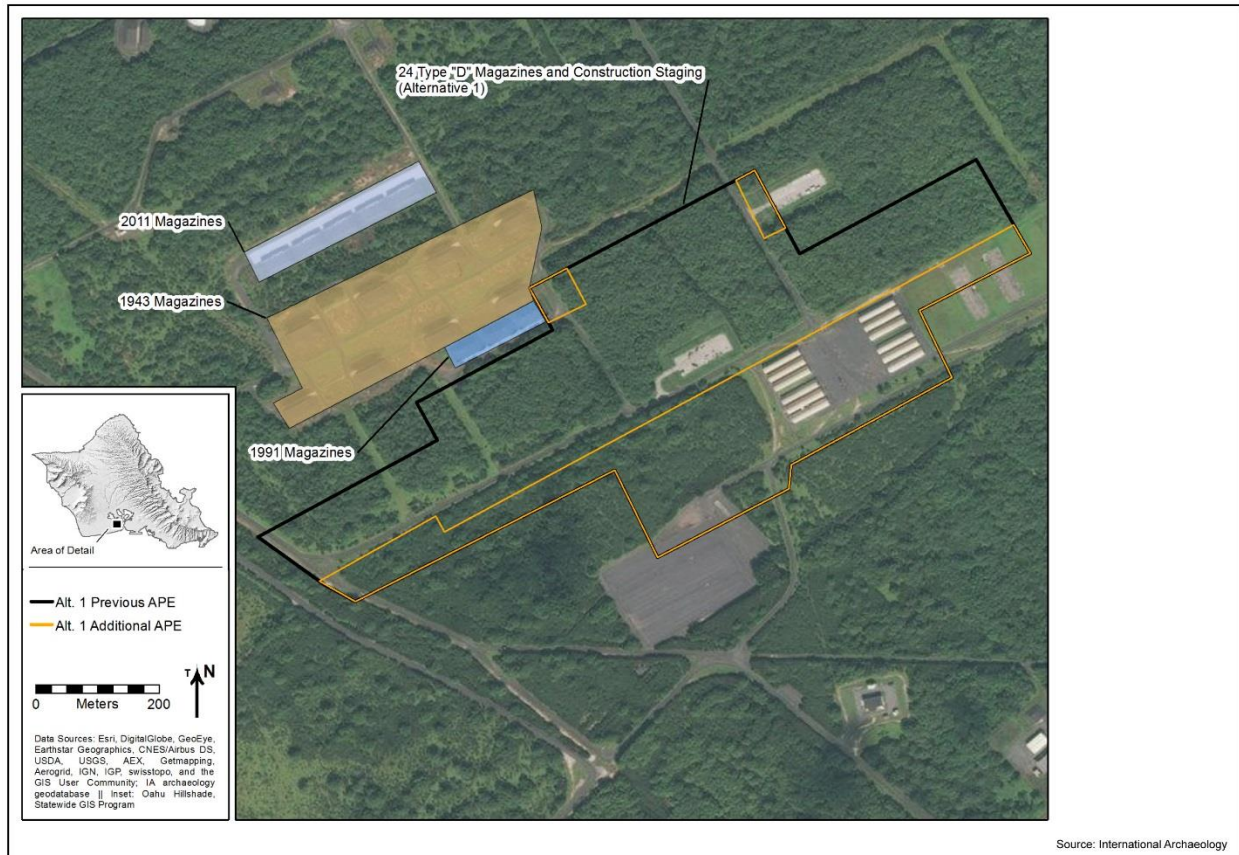 24 Type "D" Magazines and Construction Staging
(Alternative 1)
2011 Magazines
1943 Magazines
1991 Magazines
Area of Detail
Alt. 1 Previous APE
Alt. 1 Additional APE
T N
0 Meters 200
Data Sources: Esri, DigitalGlobe, GeoEye,
Earthstar Geographics, CNES/Airbus DS,
USDA, USGS, AEX, Getmapping,
Aerogrid, IGN, IGP, swisstopo, and the
GIS User Community; IA archaeology
geodatabase || Inset: Oahu Hillshade,
Statewide GIS Program
Source: International Archaeology